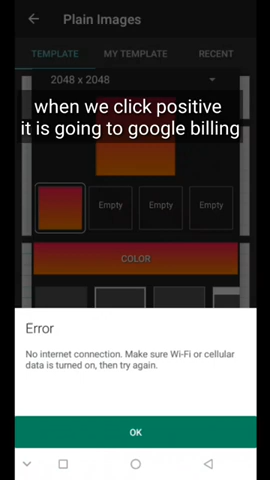 Plain Images
TEMPLATE MY TEMPLATE RECENT
2048 x 2048
when we click positive
it is going to google billing
Empty Empty Empty
COLOR
Error
No internet connection. Make sure Wi-Fi or cellular
data is turned on, then try again.
OK